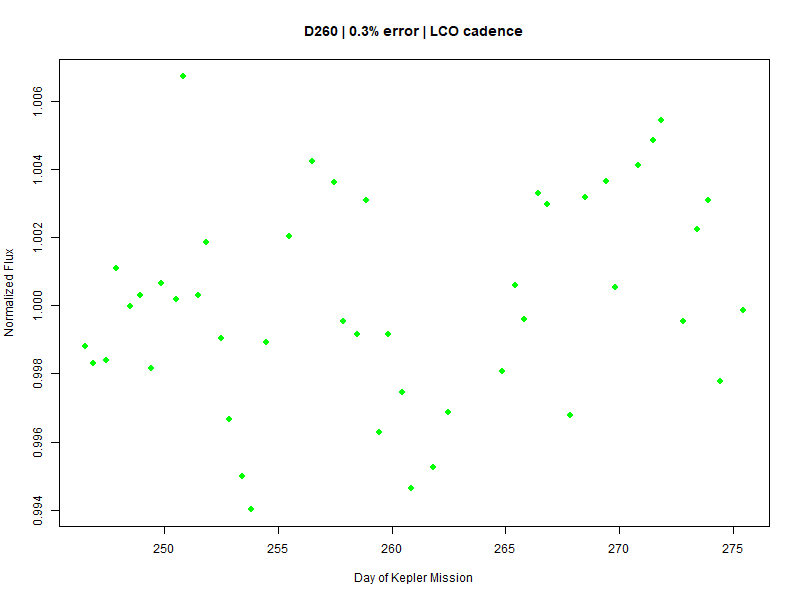 D260 | 0.3% error | LCO cadence
Normalized Flux
1.006
1.004
1.002
1.000
0.998
0.996
0.994
250 255 260 265 270 275
Day of Kepler Mission